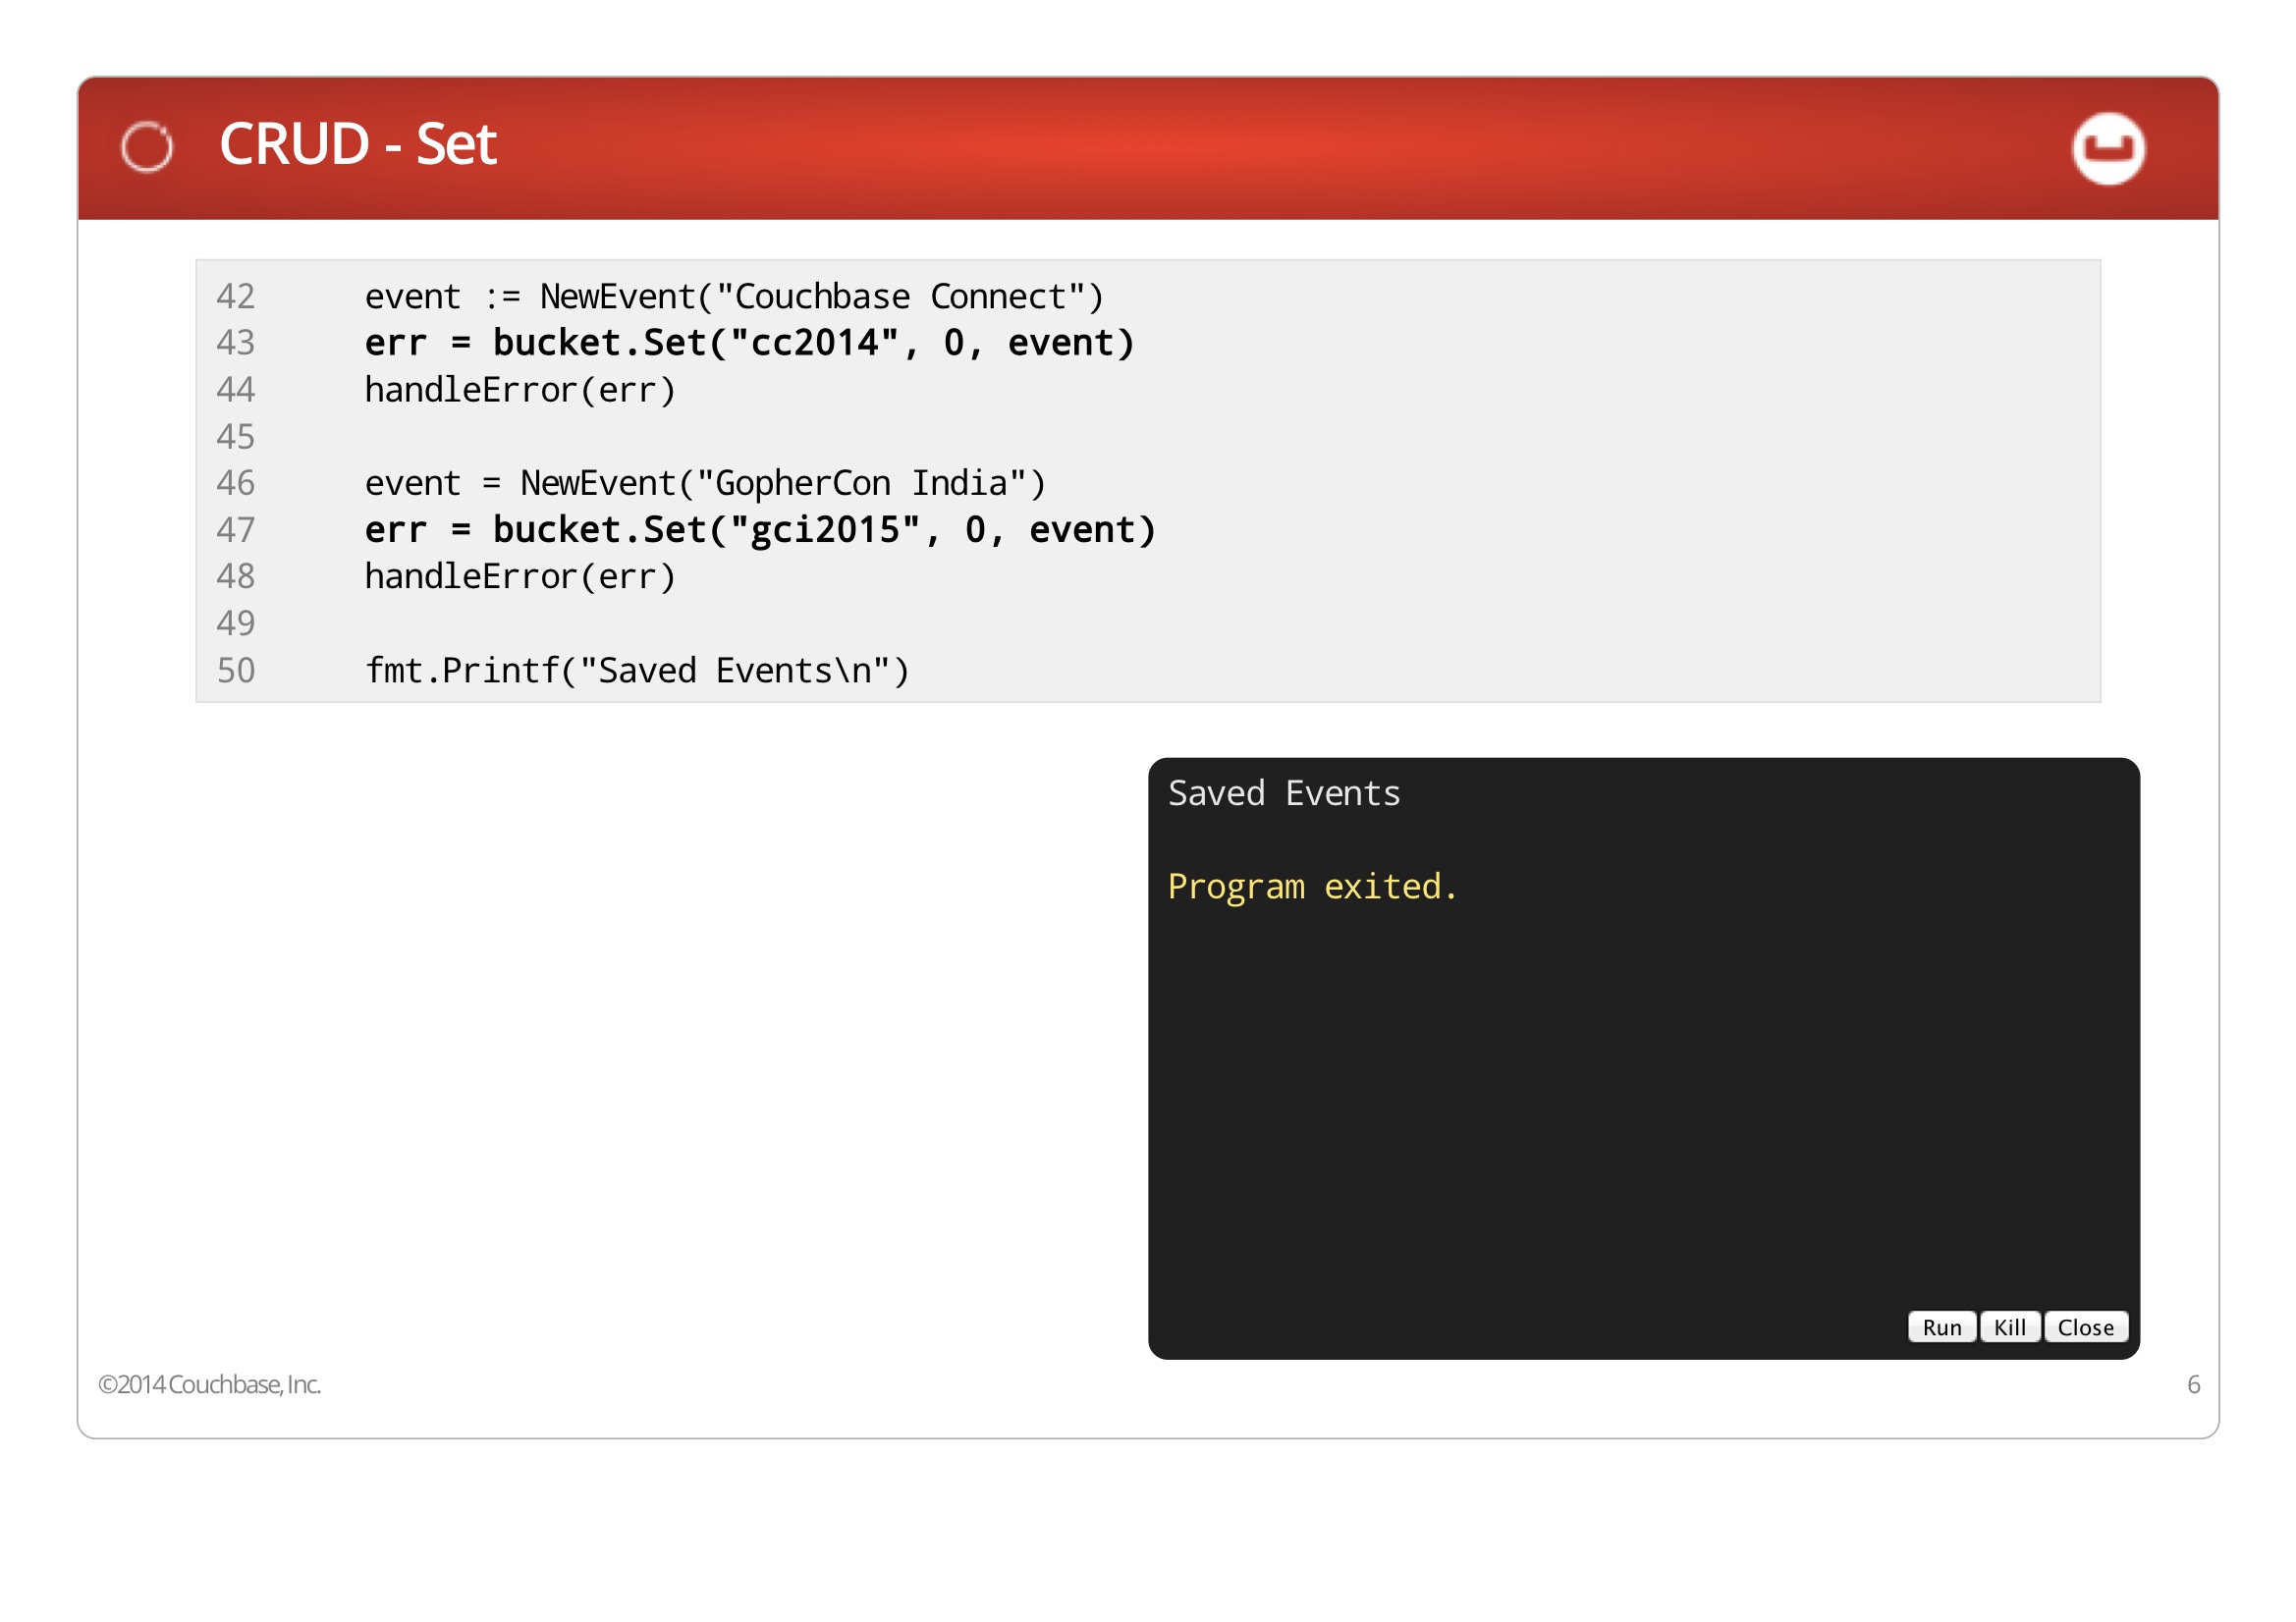 CRUD - Set
42 event := NewEvent("Couchbase Connect")
43 err = bucket.Set("cc2014", 0, event)
44 handleError(err)
45
46 event = NewEvent("GopherCon India")
47 err = bucket.Set("gci2015", 0, event)
48 handleError(err)
49
50 fmt.Printf("Saved Events\n")
Saved Events
Program exited.
Run Kill Close
©2014 Couchbase, Inc.
6